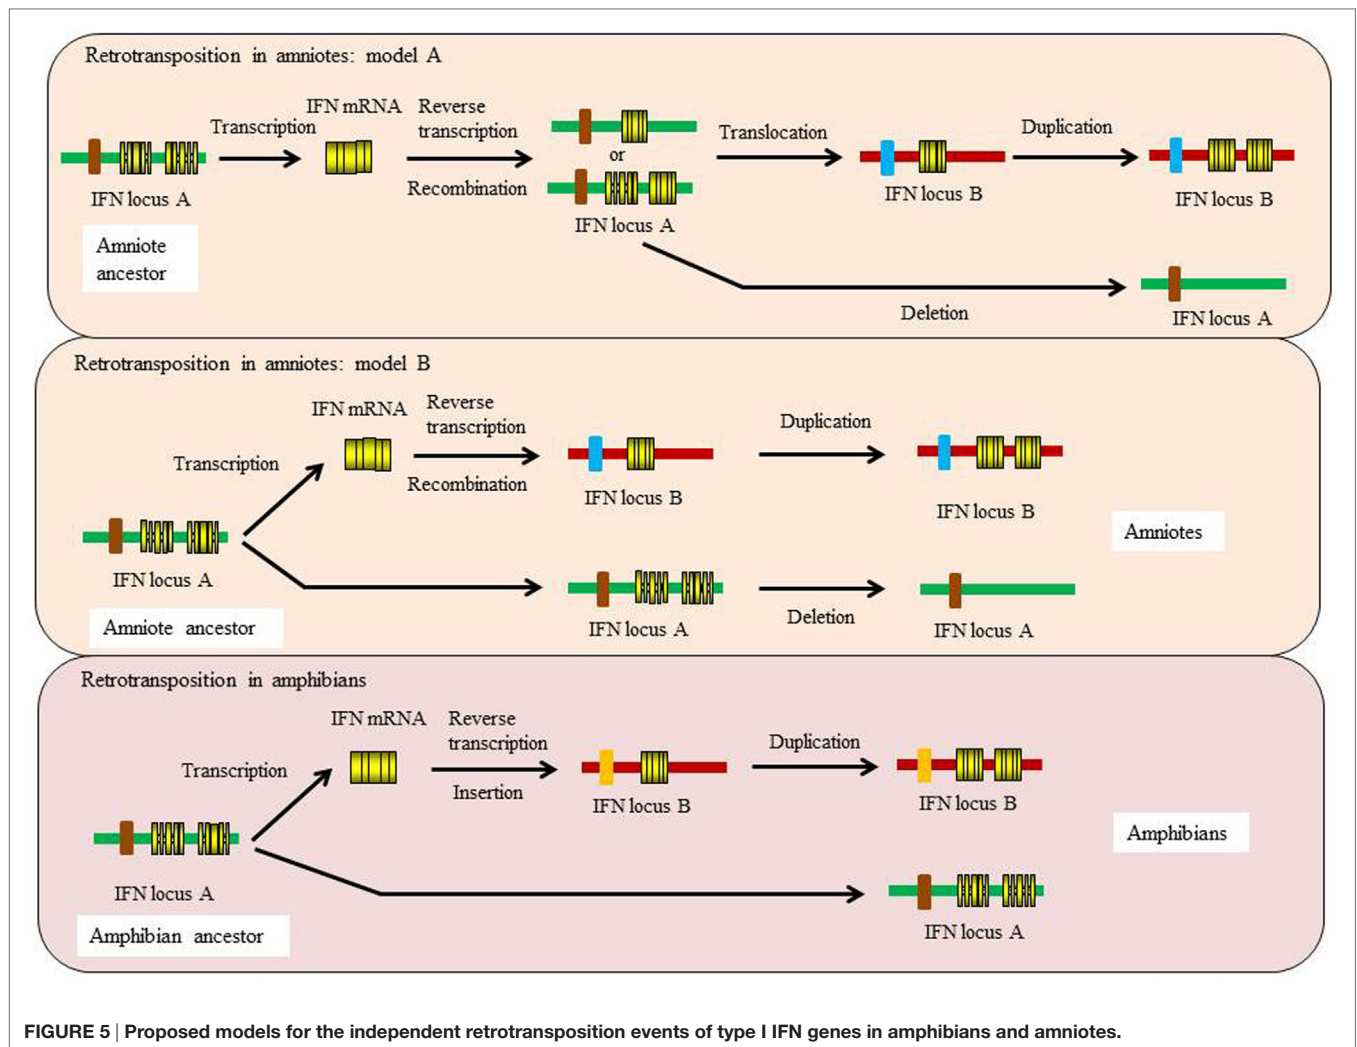 Retrotransposition in amniotes: model A
Transcription
IFN mRNA
Reverse
transcription
Recombination
or
Translocation
Duplication
IFN locus A
IFN locus A
IFN locus B
IFN locus B
Amniote
ancestor
Deletion
IFN locus A
Retrotransposition in amniotes: model B
Transcription
IFN mRNA
Reverse
transcription
Recombination
Duplication
IFN locus B
IFN locus B
IFN locus A
Amniotes
Amniote ancestor
IFN locus A
Deletion
IFN locus A
Retrotransposition in amphibians
Transcription
IFN mRNA
Reverse
transcription
Insertion
Duplication
IFN locus B
IFN locus B
IFN locus A
Amphibians
Amphibian ancestor
IFN locus A
FIGURE 5 | Proposed models for the independent retrotransposition events of type I IFN genes in amphibians and amniotes.